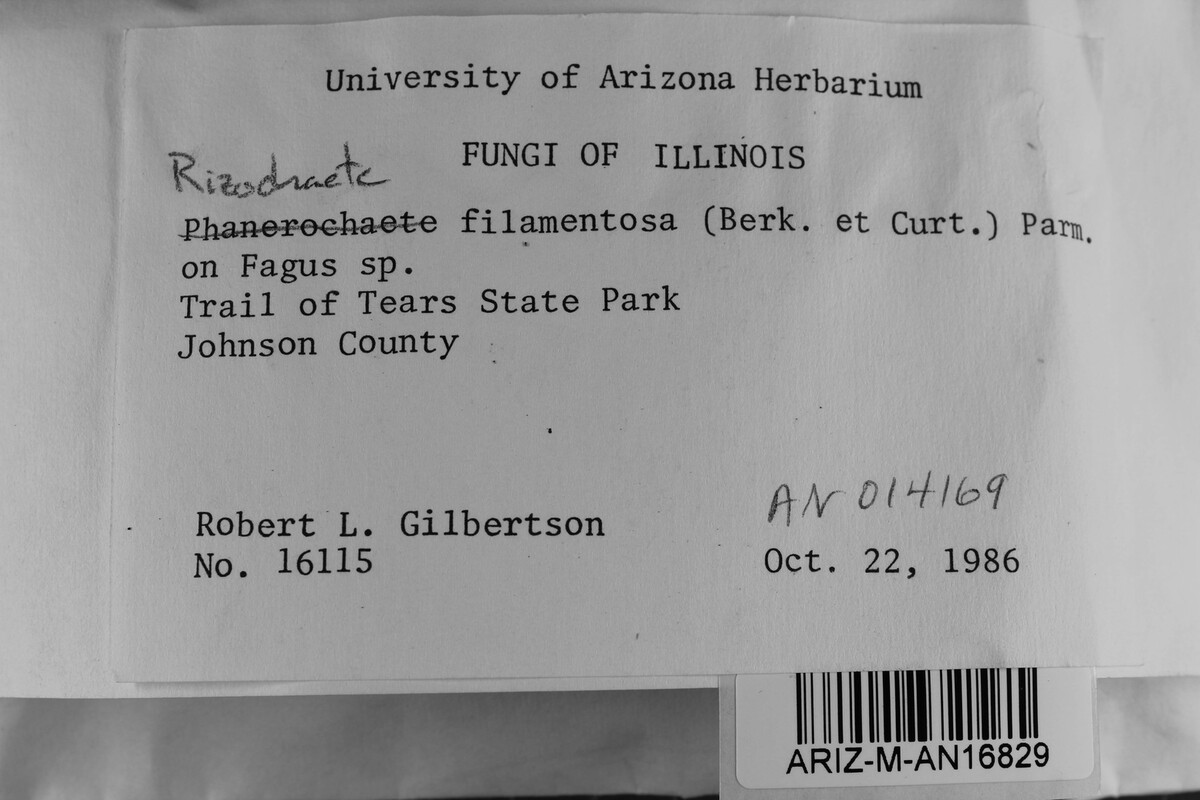 University of Arizona Herbarium
FUNGI OF ILLINOIS
Rizochaete
Phanerochaete filamentosa (Berk. et Curt.) Parm.
on Fagus sp.
Trail of Tears State Park
Johnson County
AN 014169
Robert L. Gilbertson
No. 16115
Oct. 22, 1986
ARIZ-M-AN16829